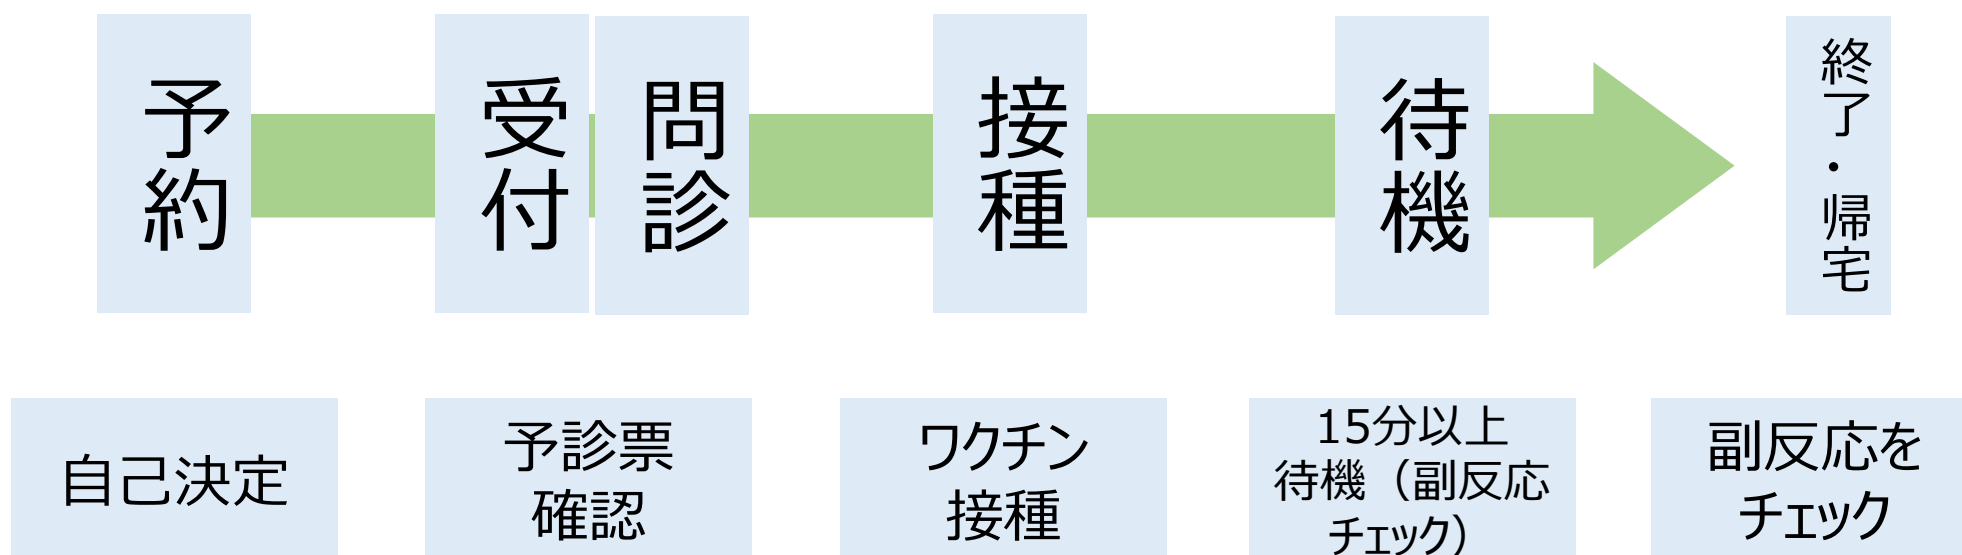 予約
受付
問診
接種
待機
終了・帰宅
自己決定
予診票
確認
ワクチン
接種
15分以上
待機（副反応
チェック）
副反応を
チェック